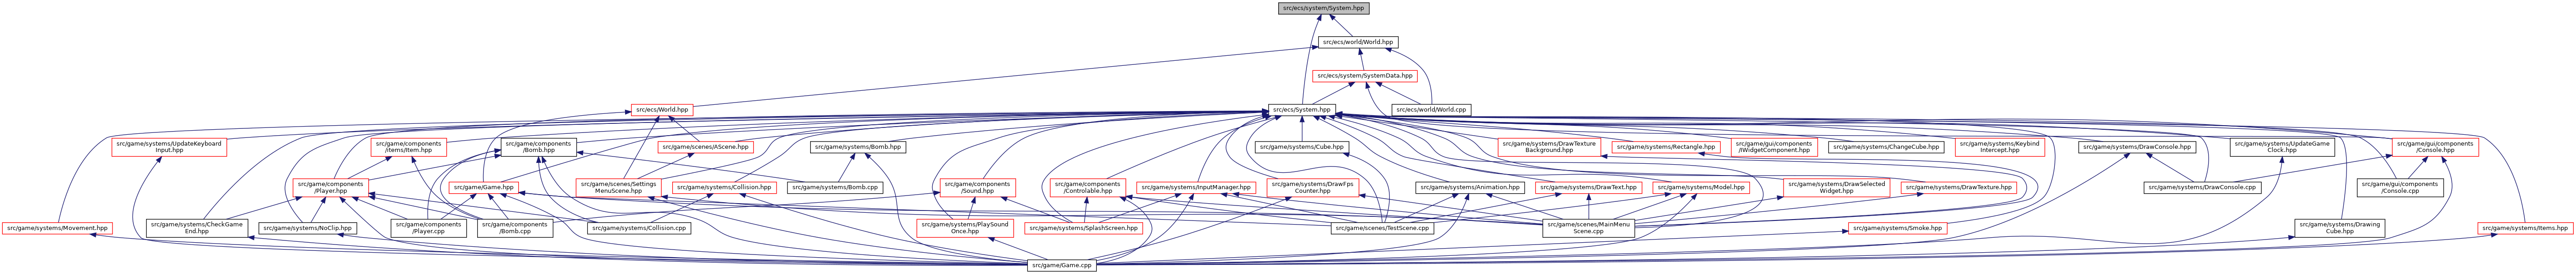 src/ecs/system/System.hpp
src/ecs/world/World.hpp
src/ecs/system/SystemData.hpp
src/ecs/World.hpp
src/ecs/System.hpp
src/ecs/world/World.cpp
src/game/systems/UpdateKeyboard
Input.hpp
src/game/components
/items/Item.hpp
src/game/components
/Bomb.hpp
src/game/scenes/AScene.hpp
src/game/systems/Bomb.hpp
src/game/systems/Cube.hpp
src/game/systems/DrawTexture
Background.hpp
src/game/systems/Rectangle.hpp
src/game/gui/components
/IWidgetComponent.hpp
src/game/systems/ChangeCube.hpp
src/game/systems/Keybind
Intercept.hpp
src/game/systems/DrawConsole.hpp
src/game/systems/UpdateGame
Clock.hpp
src/game/gui/components
/Console.hpp
src/game/components
/Player.hpp
src/game/Game.hpp
src/game/scenes/Settings
MenuScene.hpp
src/game/systems/Collision.hpp
src/game/systems/Bomb.cpp
src/game/components
/Sound.hpp
src/game/components
/Controlable.hpp
src/game/systems/InputManager.hpp
src/game/systems/DrawFps
Counter.hpp
src/game/systems/Animation.hpp
src/game/systems/DrawText.hpp
src/game/systems/Model.hpp
src/game/systems/DrawSelected
Widget.hpp
src/game/systems/DrawTexture.hpp
src/game/systems/DrawConsole.cpp
src/game/gui/components
/Console.cpp
src/game/systems/Movement.hpp
src/game/systems/CheckGame
End.hpp
src/game/systems/NoClip.hpp
src/game/components
/Player.cpp
src/game/components
/Bomb.cpp
src/game/systems/Collision.cpp
src/game/systems/PlaySound
Once.hpp
src/game/systems/SplashScreen.hpp
src/game/scenes/TestScene.cpp
src/game/scenes/MainMenu
Scene.cpp
src/game/systems/Smoke.hpp
src/game/systems/Drawing
Cube.hpp
src/game/systems/Items.hpp
src/game/Game.cpp